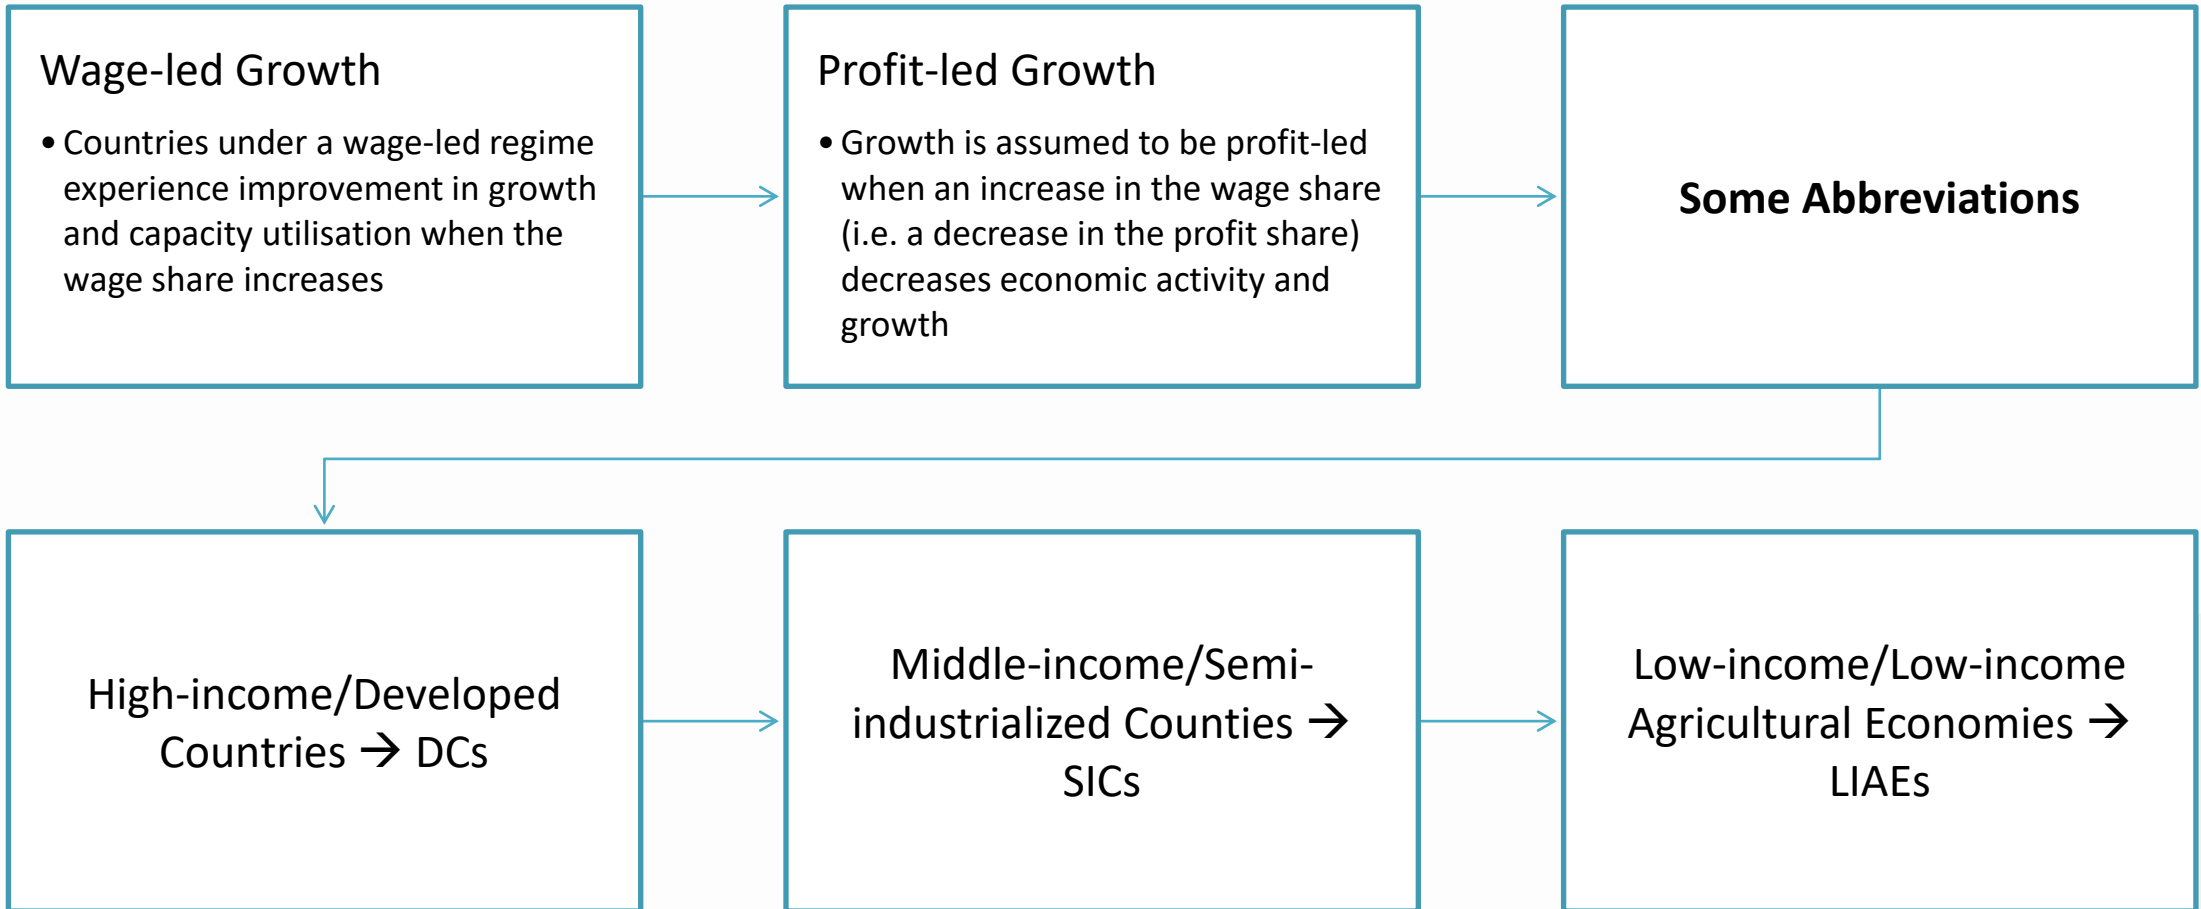 Wage-led Growth
• Countries under a wage-led regime
experience improvement in growth
and capacity utilisation when the
wage share increases
Profit-led Growth
• Growth is assumed to be profit-led
when an increase in the wage share
(i.e. a decrease in the profit share)
decreases economic activity and
growth
Some Abbreviations
High-income/Developed
Countries → DCs
Middle-income/Semi-
industrialized Counties →
SICs
Low-income/Low-income
Agricultural Economies →
LIAEs